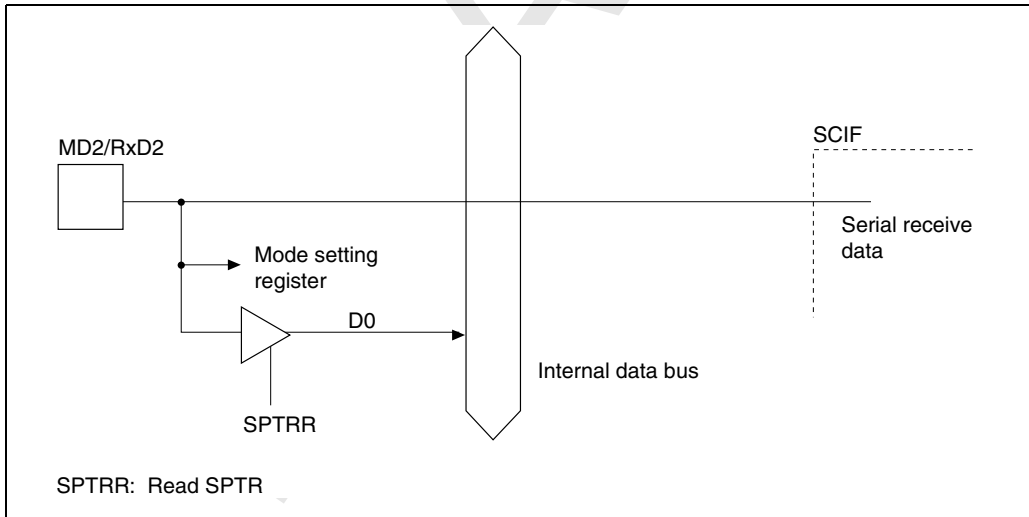 MD2/RxD2
SCIF
Serial receive
data
Mode setting
register
D0
Internal data bus
SPTRR
SPTRR: Read SPTR